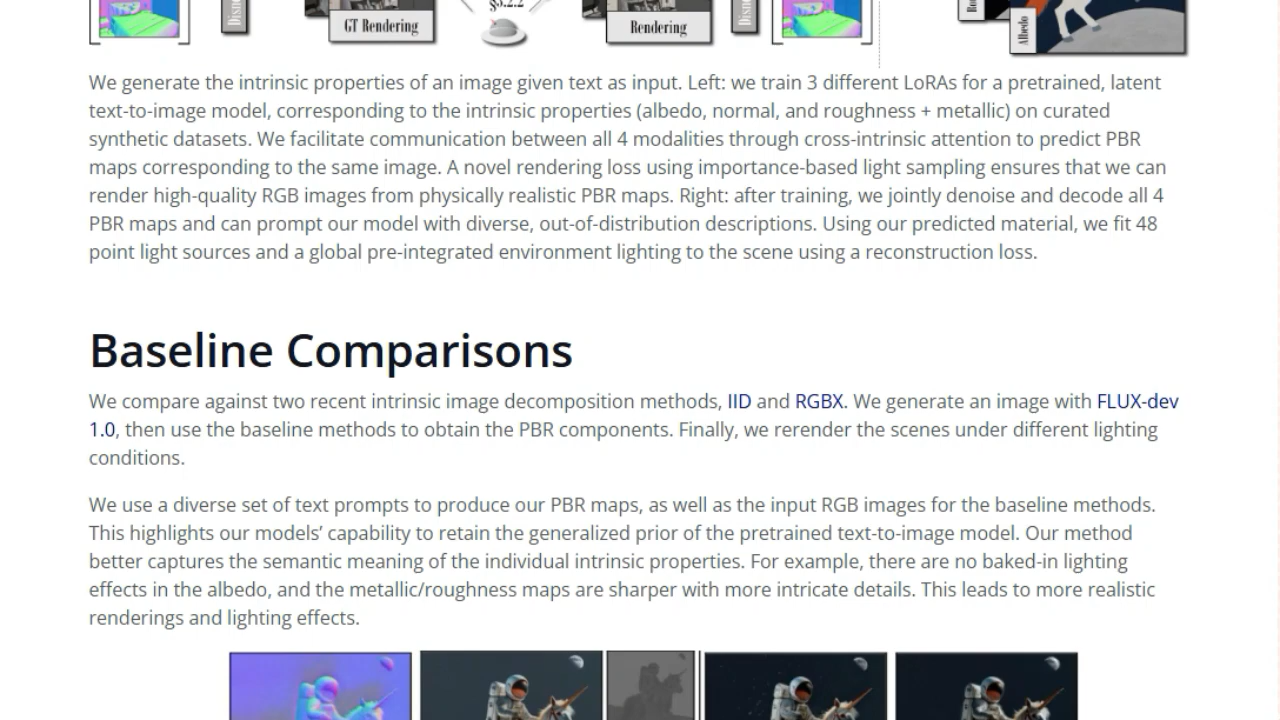 GT Rendering
§3.2.2
Rendering
Albedo
We generate the intrinsic properties of an image given text as input. Left: we train 3 different LoRAs for a pretrained, latent
text-to-image model, corresponding to the intrinsic properties (albedo, normal, and roughness + metallic) on curated
synthetic datasets. We facilitate communication between all 4 modalities through cross-intrinsic attention to predict PBR
maps corresponding to the same image. A novel rendering loss using importance-based light sampling ensures that we can
render high-quality RGB images from physically realistic PBR maps. Right: after training, we jointly denoise and decode all 4
PBR maps and can prompt our model with diverse, out-of-distribution descriptions. Using our predicted material, we fit 48
point light sources and a global pre-integrated environment lighting to the scene using a reconstruction loss.
Baseline Comparisons
We compare against two recent intrinsic image decomposition methods, IID and RGBX. We generate an image with FLUX-dev
1.0, then use the baseline methods to obtain the PBR components. Finally, we rerender the scenes under different lighting
conditions.
We use a diverse set of text prompts to produce our PBR maps, as well as the input RGB images for the baseline methods.
This highlights our models’ capability to retain the generalized prior of the pretrained text-to-image model. Our method
better captures the semantic meaning of the individual intrinsic properties. For example, there are no baked-in lighting
effects in the albedo, and the metallic/roughness maps are sharper with more intricate details. This leads to more realistic
renderings and lighting effects.